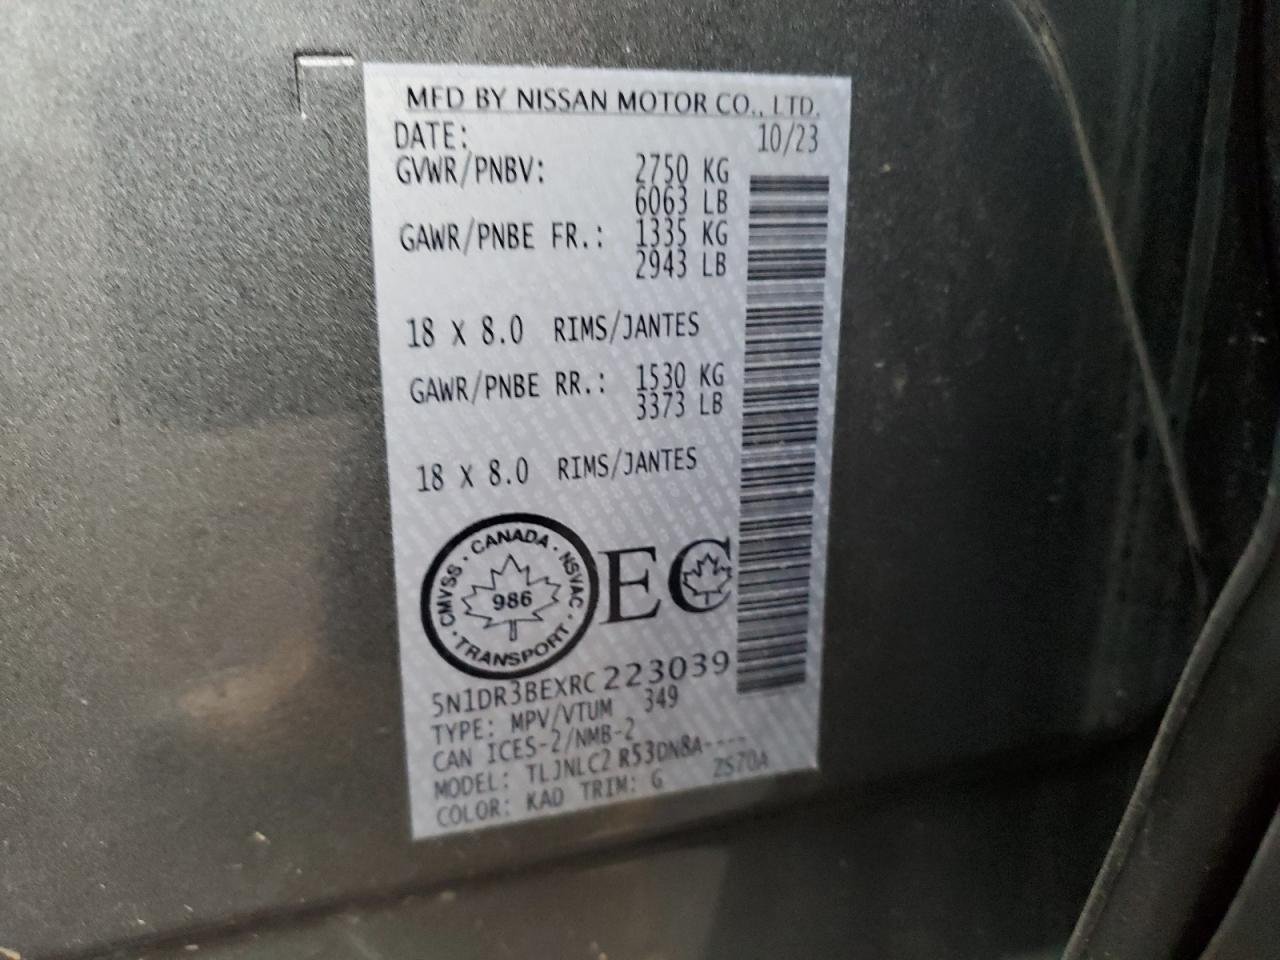 MFD BY NISSAN MOTOR CO., LTD.
DATE: 10/23
GVWR/PNBV: 2750 KG
6063 LB
GAWR/PNBE FR.: 1335 KG
2943 LB
18 X 8.0 RIMS/JANTES
GAWR/PNBE RR.: 1530 KG
3373 LB
18 X 8.0 RIMS/JANTES
CANADA · NSVAC · TRANSPORT · CMVSS ·
986
EC
5N1DR3BEXRC223039
TYPE: MPV/VTUM 349
CAN ICES-2/NMB-2
MODEL: TLJNLC2 R53DN8A----
COLOR: KAD TRIM: G ZS70A